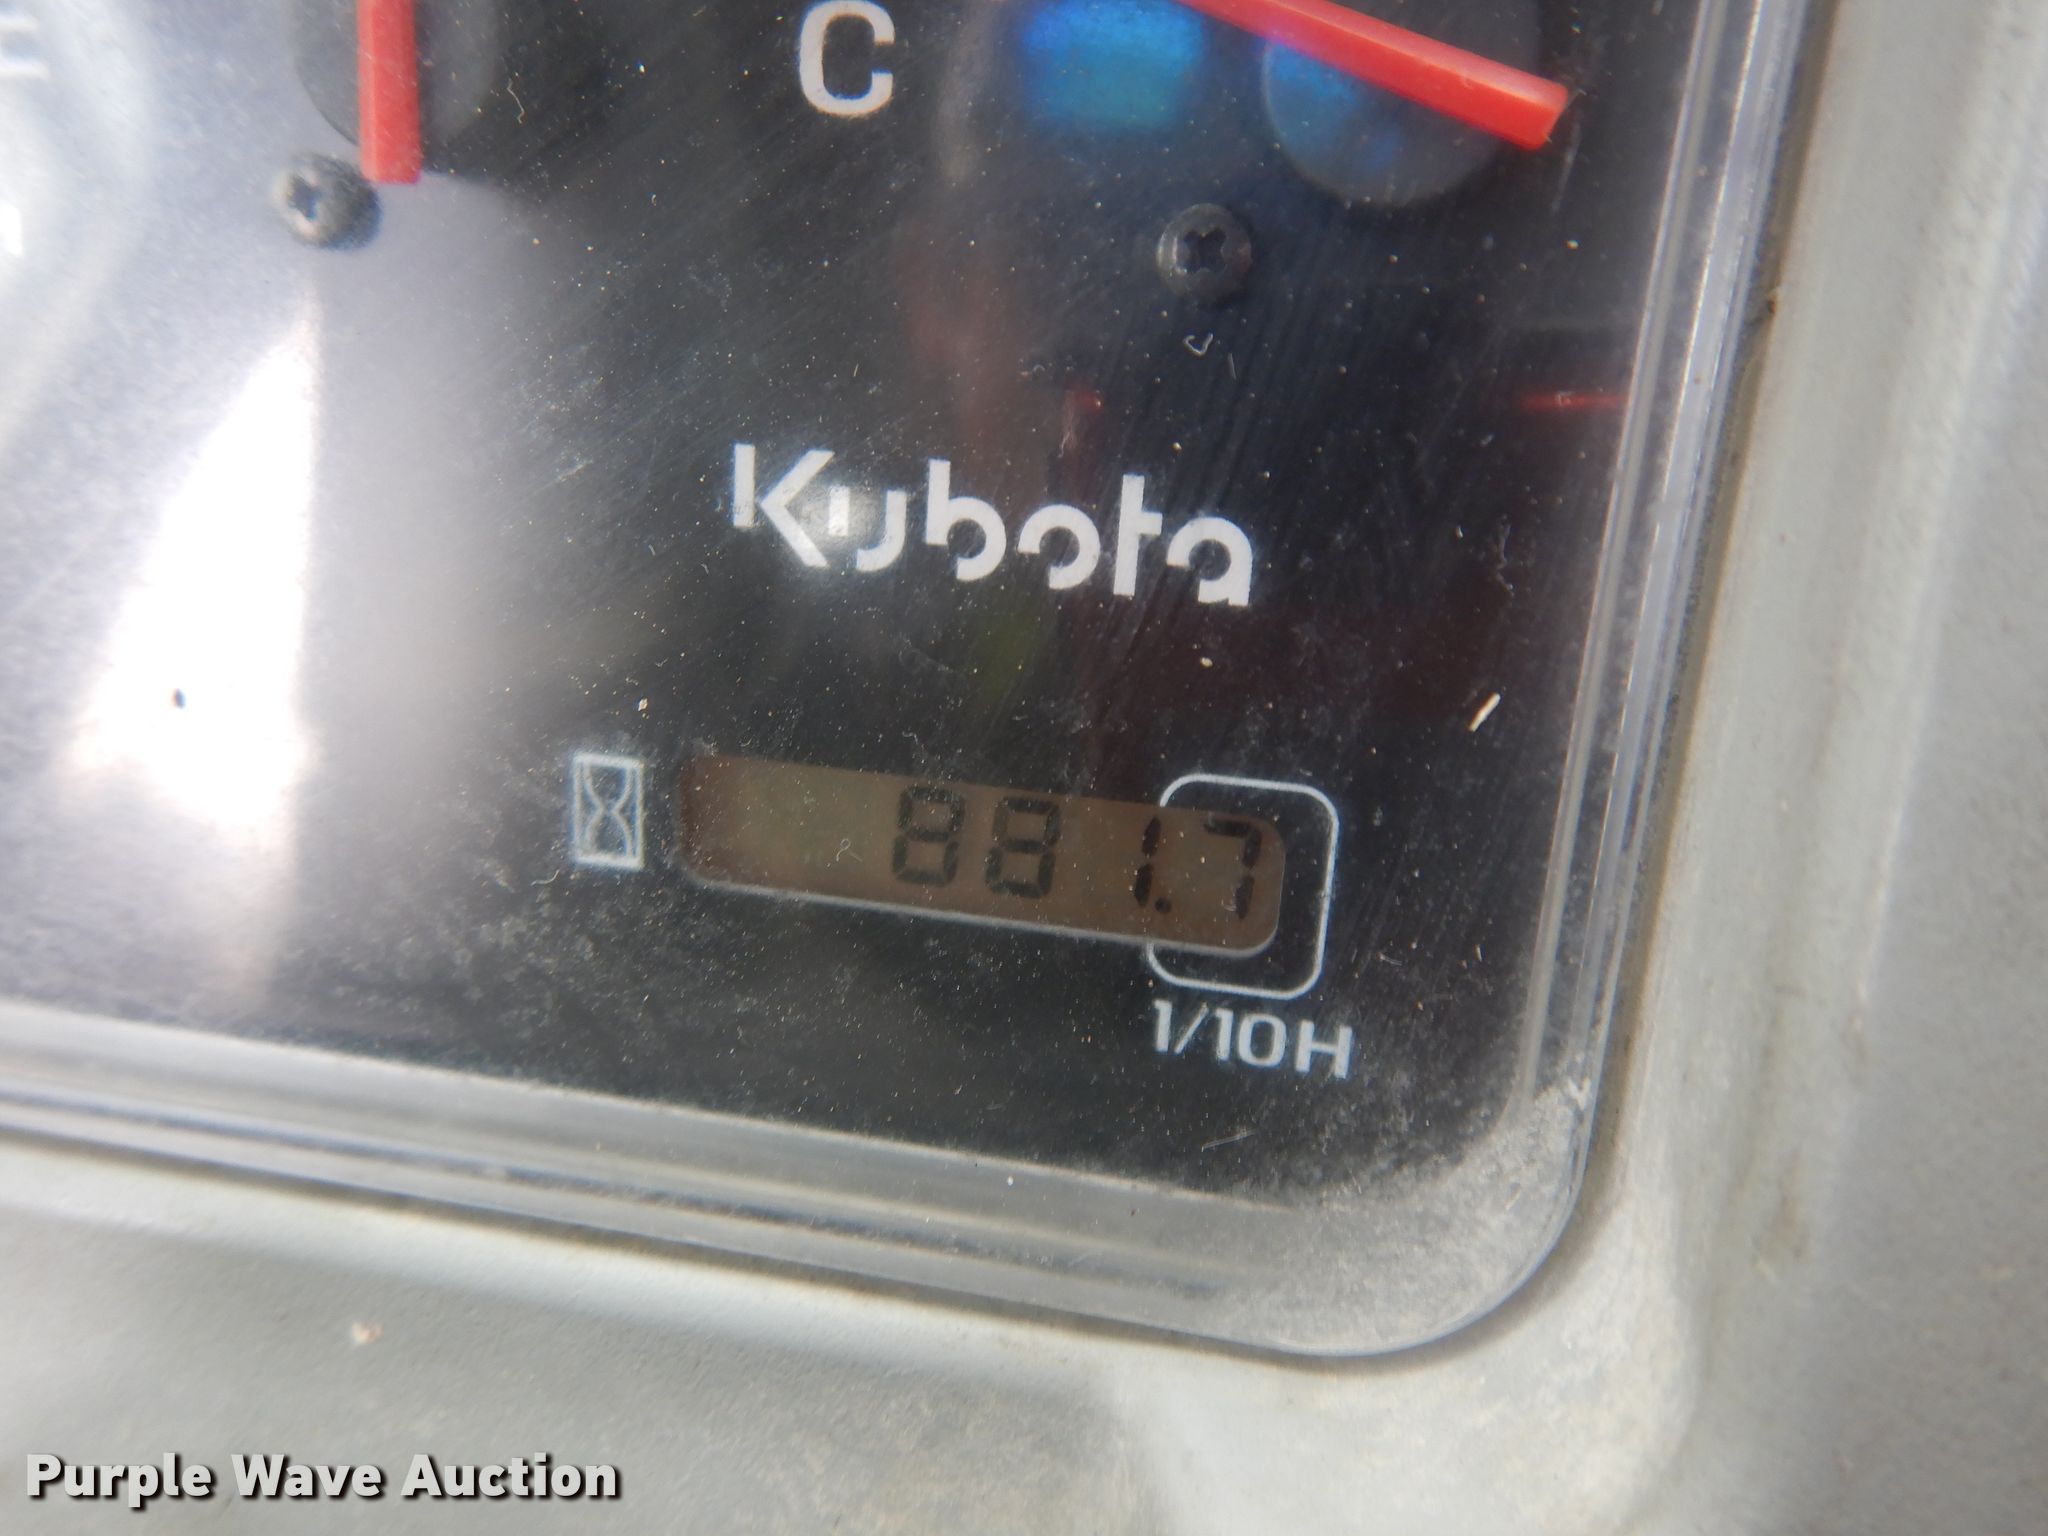 C
Kubota
881.7
1/10H
Purple Wave Auction